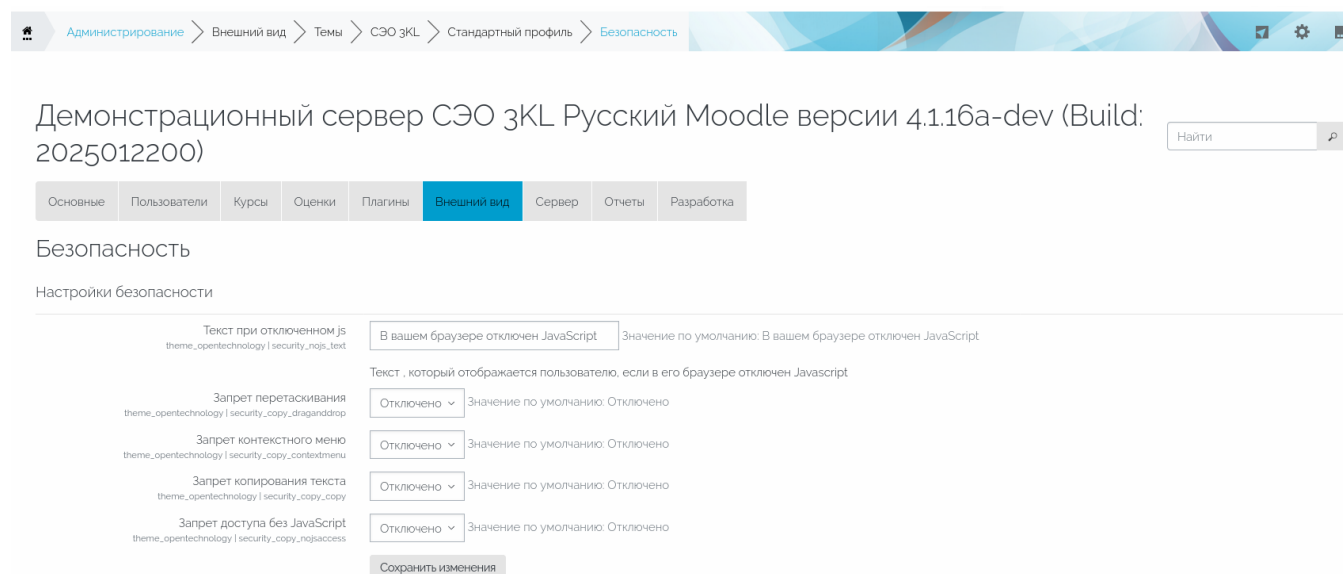 Администрирование Внешний вид Темы СЭО 3KL Стандартный профиль Безопасность
Демонстрационный сервер СЭО 3KL Русский Moodle версии 4.1.16a-dev (Build:
2025012200)
Найти
Основные Пользователи Курсы Оценки Плагины Внешний вид Сервер Отчеты Разработка
Безопасность
Настройки безопасности
Текст при отключенном js
theme_opentechnology | security_nojs_text
В вашем браузере отключен JavaScript Значение по умолчанию: В вашем браузере отключен JavaScript
Текст , который отображается пользователю, если в его браузере отключен Javascript
Запрет перетаскивания
theme_opentechnology | security_copy_draganddrop
Отключено Значение по умолчанию: Отключено
Запрет контекстного меню
theme_opentechnology | security_copy_contextmenu
Отключено Значение по умолчанию: Отключено
Запрет копирования текста
theme_opentechnology | security_copy_copy
Отключено Значение по умолчанию: Отключено
Запрет доступа без JavaScript
theme_opentechnology | security_copy_nojsaccess
Отключено Значение по умолчанию: Отключено
Сохранить изменения